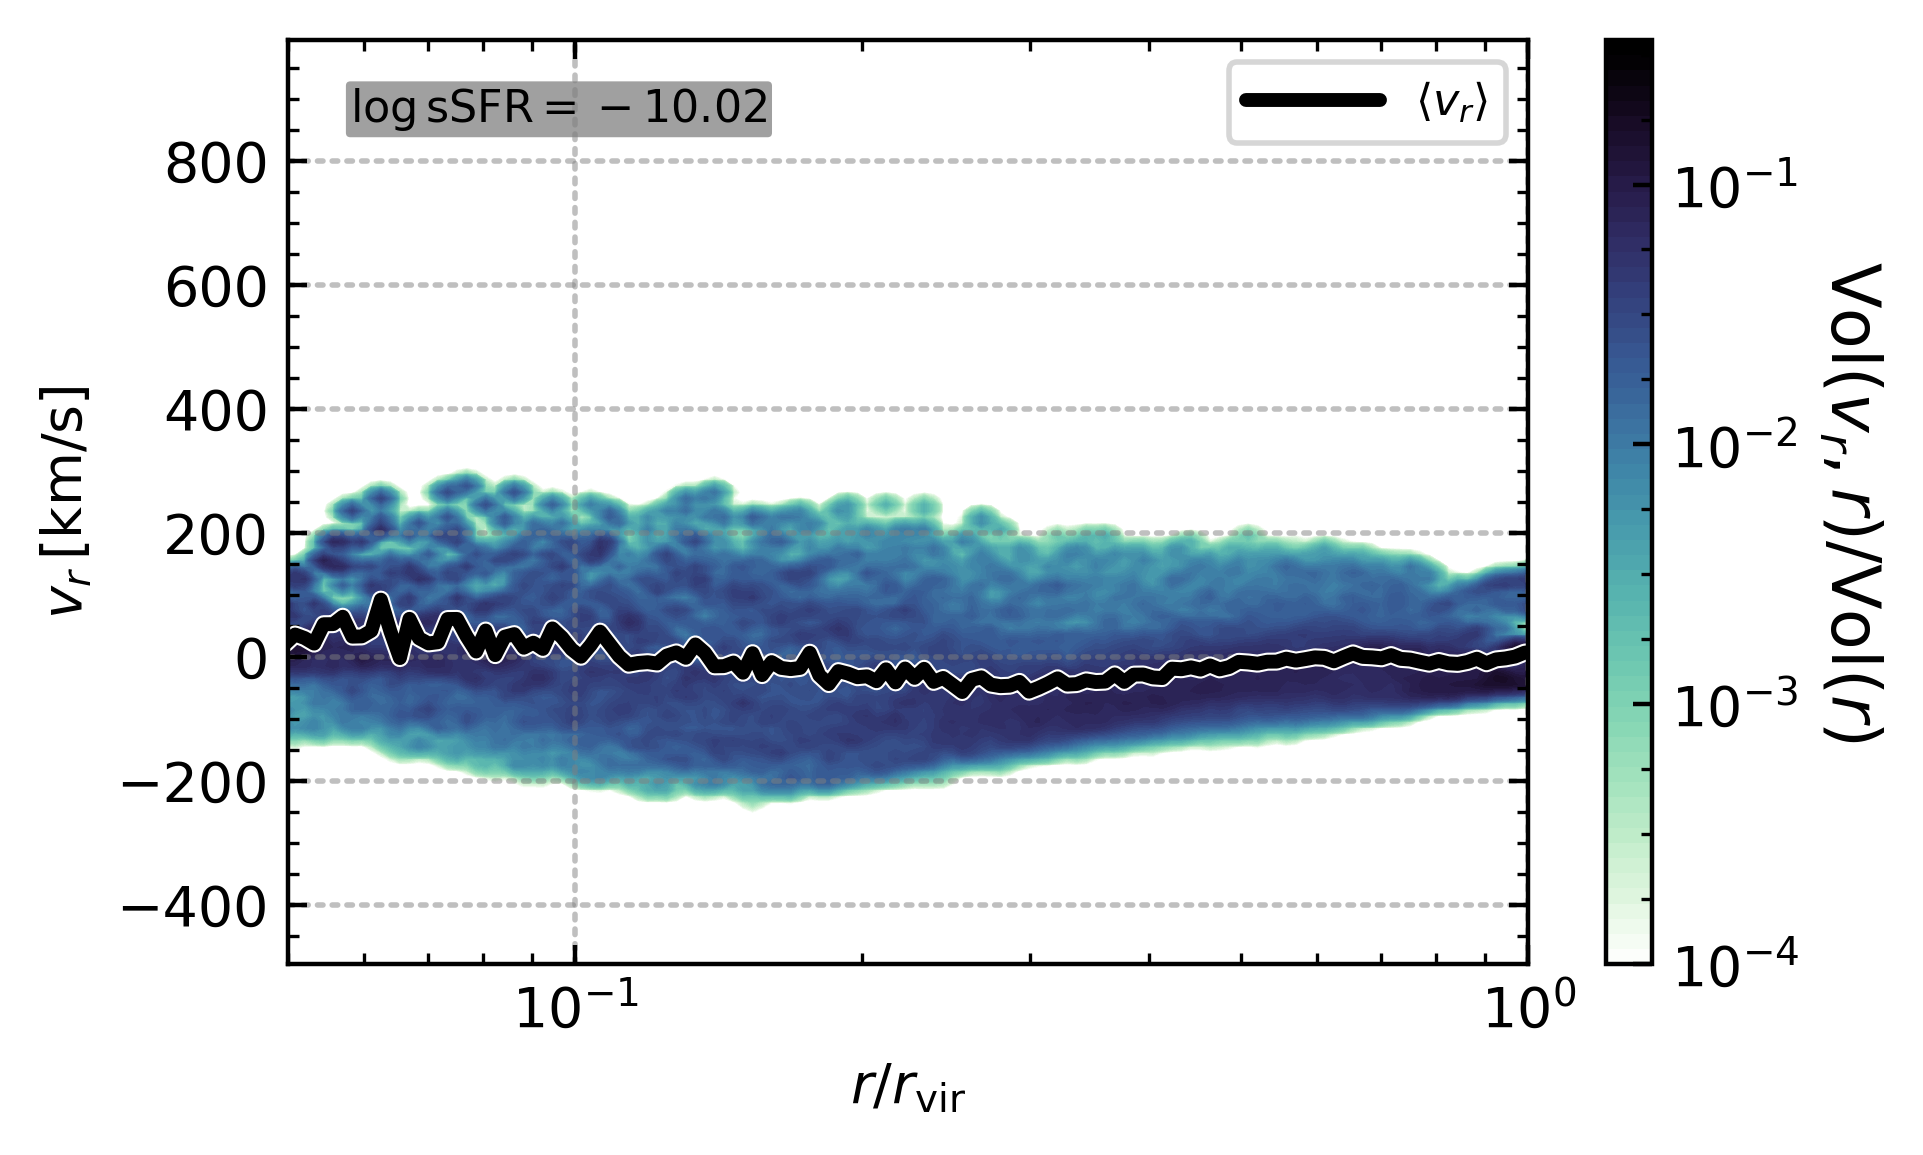 log sSFR = −10.02
⟨v_r⟩
800
600
400
200
0
−200
−400
v_r [km/s]
10^{-1}
10^0
r/r_vir
10^{-1}
10^{-2}
10^{-3}
10^{-4}
Vol(v_r, r)/Vol(r)